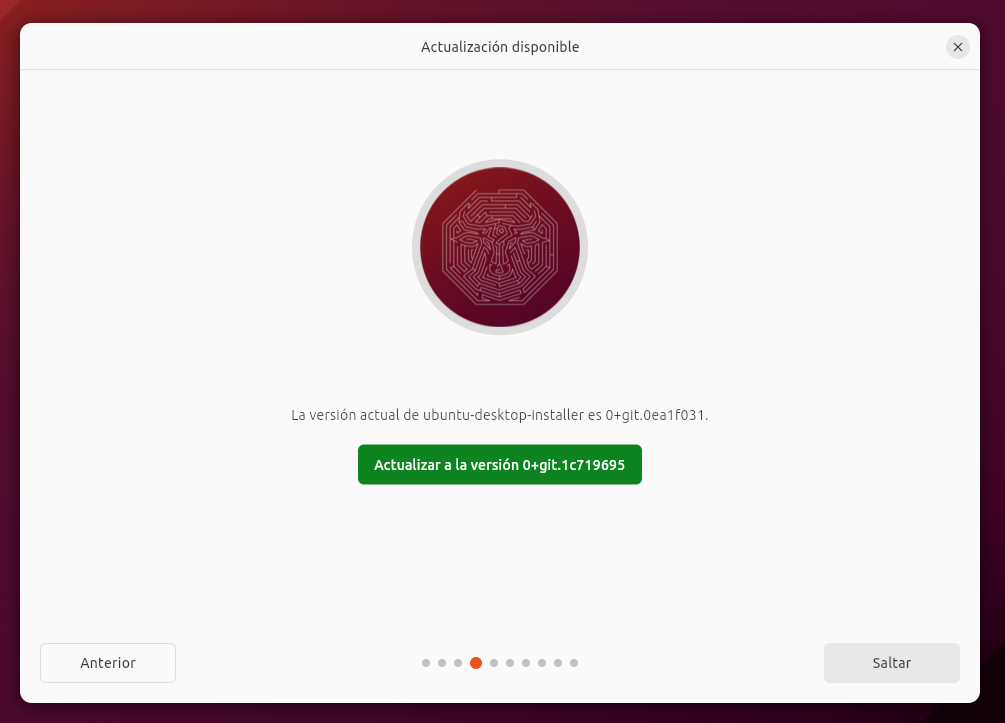 Actualización disponible
La versión actual de ubuntu-desktop-installer es 0+git.0ea1f031.
Actualizar a la versión 0+git.1c719695
Anterior
Saltar